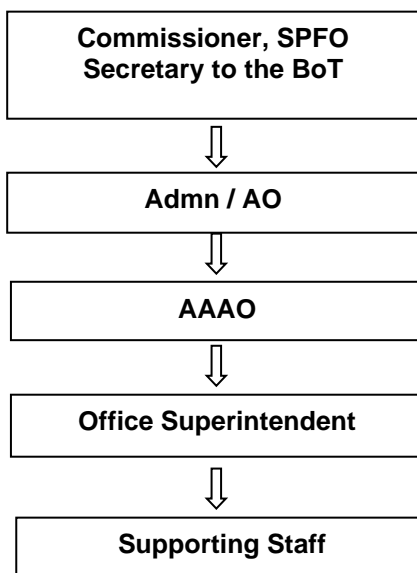 Commissioner, SPFO
Secretary to the BoT
Admn / AO
AAAO
Office Superintendent
Supporting Staff